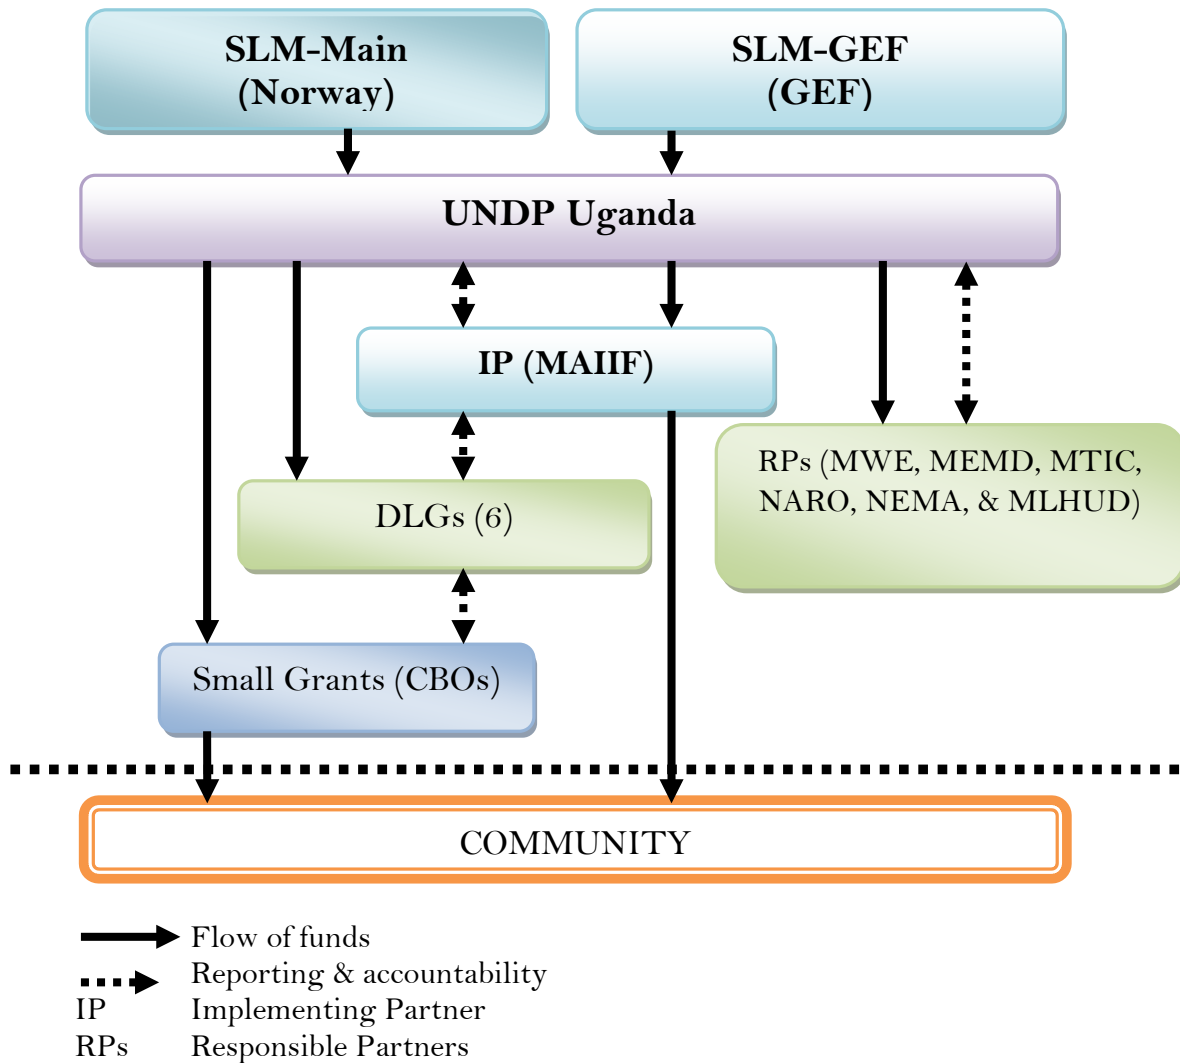 SLM-Main
(Norway)
SLM-GEF
(GEF)
UNDP Uganda
IP (MAIIF)
RPs (MWE, MEMD, MTIC,
NARO, NEMA, & MLHUD)
DLGs (6)
Small Grants (CBOs)
COMMUNITY
Flow of funds
Reporting & accountability
IP Implementing Partner
RPs Responsible Partners